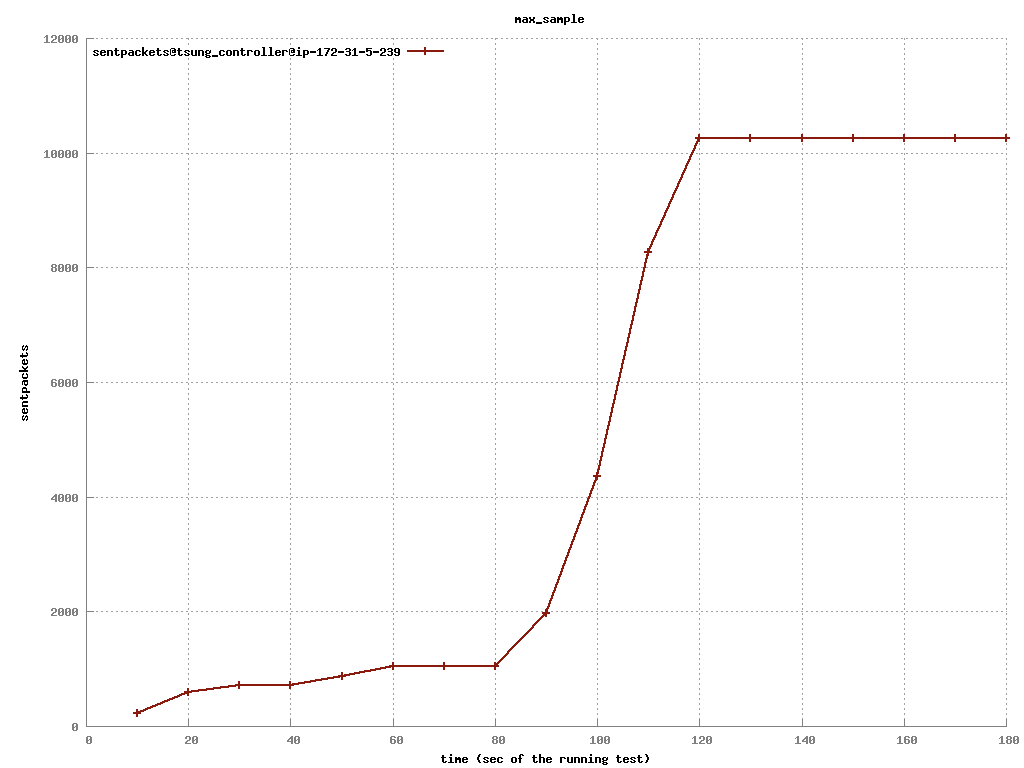 max_sample
12000
sentpackets@tsung_controller@ip-172-31-5-239
10000
8000
6000
sentpackets
4000
2000
0
0 20 40 60 80 100 120 140 160 180
time (sec of the running test)